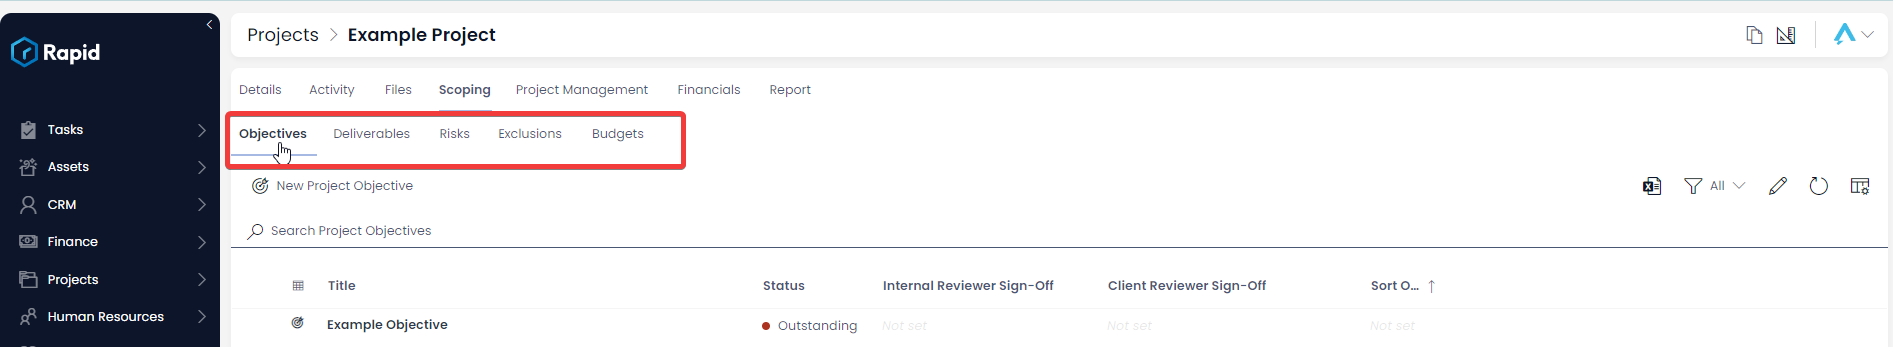 Rapid
Tasks
Assets
CRM
Finance
Projects
Human Resources
Projects > Example Project
Details Activity Files Scoping Project Management Financials Report
Objectives Deliverables Risks Exclusions Budgets
New Project Objective
All
Search Project Objectives
Title Status Internal Reviewer Sign-Off Client Reviewer Sign-Off Sort O... ↑
Example Objective Outstanding Not set Not set Not set